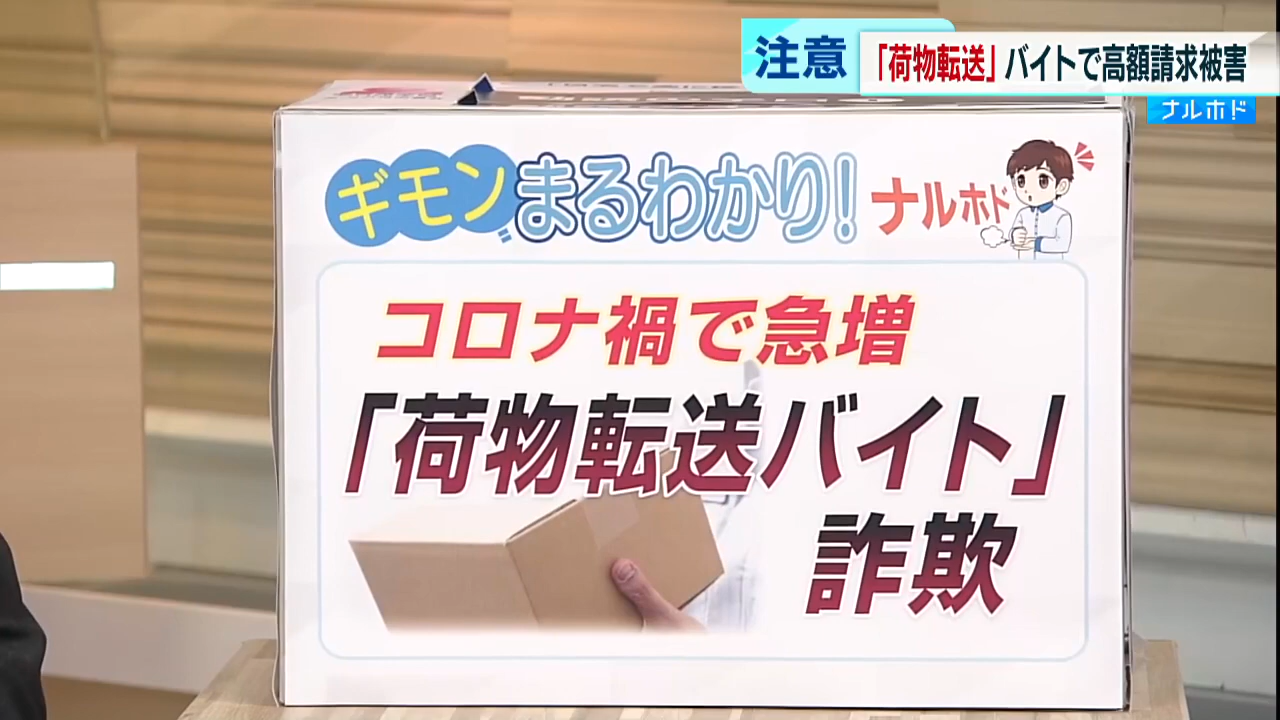 注意
「荷物転送」バイトで高額請求被害
ナルホド
ギモンまるわかり! ナルホド
コロナ禍で急増
「荷物転送バイト」
詐欺